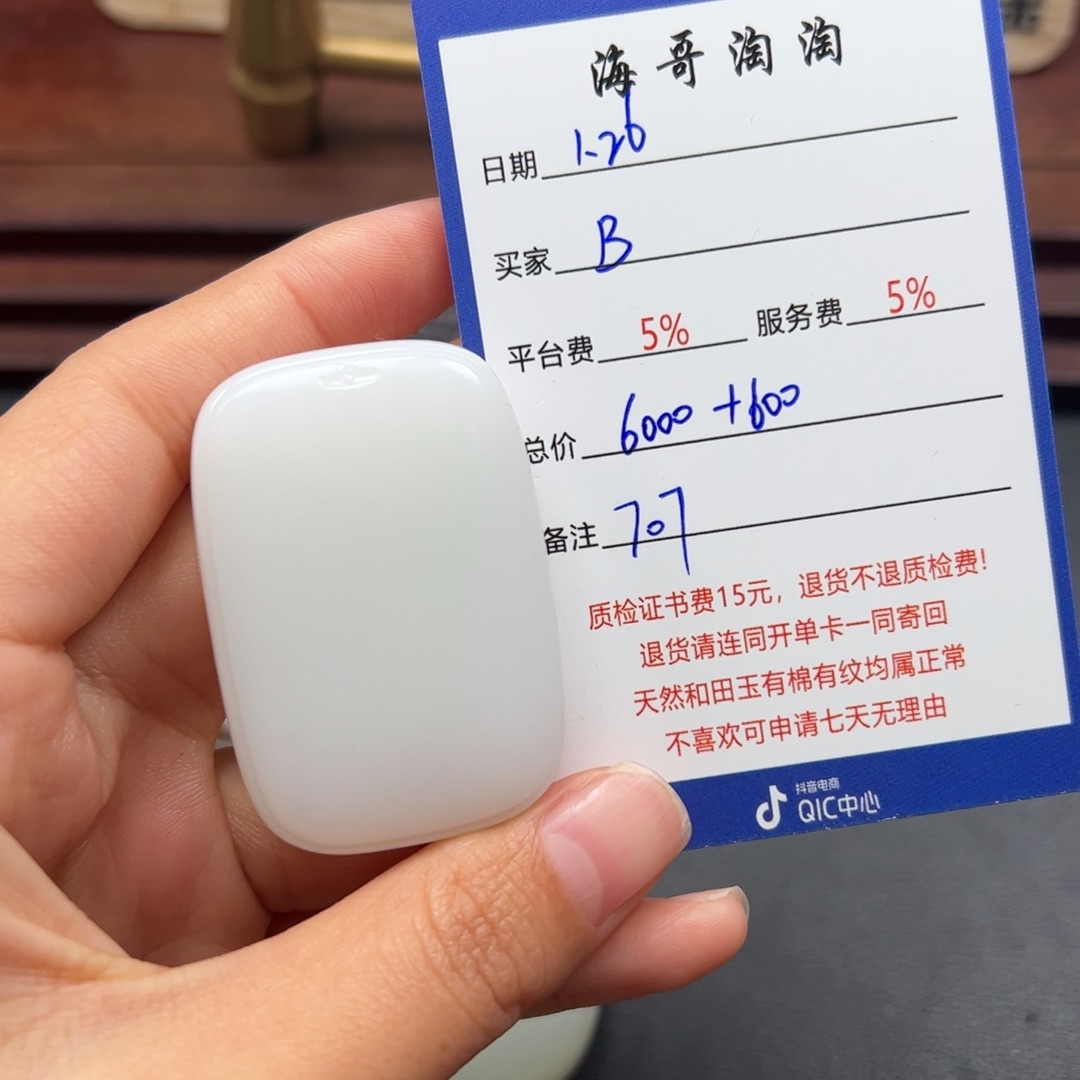 海哥淘淘
日期 1.26
买家 B
平台费 5% 服务费 5%
总价 6000 +600
备注 707
质检证书费15元，退货不退质检费!
退货请连同开单卡一同寄回
天然和田玉有棉有纹均属正常
不喜欢可申请七天无理由
抖音电商
QIC中心